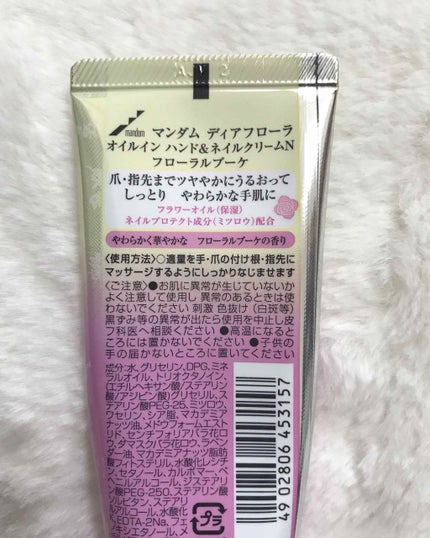 mandom
マンダム ディアフローラ
オイルイン ハンド&ネイルクリームN
フローラルブーケ
爪・指先までツヤやかにうるおって
しっとり やわらかな手肌に
フラワーオイル(保湿)
ネイルプロテクト成分(ミツロウ)配合
やわらかく華やかな フローラルブーケの香り
〈使用方法〉○適量を手・爪の付け根・指先に
マッサージするようにしっかりなじませます
〈ご注意〉●お肌に異常が生じていないか
よく注意して使用し 異常のあるときは使
わないでください 刺激 色抜け(白斑等)
黒ずみ等の異常が出たら使用を中止し皮
フ科医へ相談ください ●高温になると
ころには置かないでください ●子供の
手の届かないところに置いてください
成分:水、グリセリン、DPG、ミネ
ラルオイル、トリオクタノイン、
(エチルヘキサン酸/ステアリン
酸/アジピン酸)グリセリル、ス
テアリン酸PEG-25、ミツロウ、
ワセリン、シア脂、マカデミア
ナッツ油、メドウフォームエス
トリド、センチフォリアバラ花ロ
ウ、ダマスクバラ花ロウ、ラベン
ダー油、マカデミアナッツ脂肪
酸フィトステリル、水酸化レシチ
ン、セタノール、カルボマー、ベ
ヘニルアルコール、ジステアリ
ン酸PEG-250、ステアリン酸
ソルビタン、ステアリ
ルアルコール、水酸化
K、EDTA-2Na、フェ
ノキシエタノール、メ
4 902806 453157
プラ